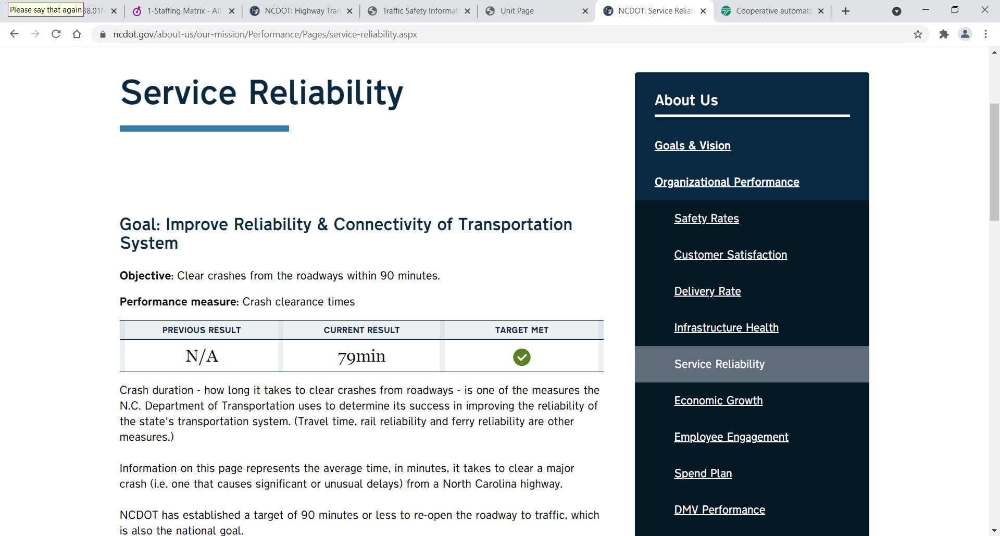 Please say that again
38.01
1-Staffing Matrix - All
NCDOT: Highway Tran
Traffic Safety Informat
Unit Page
NCDOT: Service Reliab
Cooperative automate
ncdot.gov/about-us/our-mission/Performance/Pages/service-reliability.aspx
Service Reliability
Goal: Improve Reliability & Connectivity of Transportation
System
Objective: Clear crashes from the roadways within 90 minutes.
Performance measure: Crash clearance times
PREVIOUS RESULT CURRENT RESULT TARGET MET
N/A 79min
Crash duration - how long it takes to clear crashes from roadways - is one of the measures the
N.C. Department of Transportation uses to determine its success in improving the reliability of
the state's transportation system. (Travel time, rail reliability and ferry reliability are other
measures.)
Information on this page represents the average time, in minutes, it takes to clear a major
crash (i.e. one that causes significant or unusual delays) from a North Carolina highway.
NCDOT has established a target of 90 minutes or less to re-open the roadway to traffic, which
is also the national goal.
About Us
Goals & Vision
Organizational Performance
Safety Rates
Customer Satisfaction
Delivery Rate
Infrastructure Health
Service Reliability
Economic Growth
Employee Engagement
Spend Plan
DMV Performance